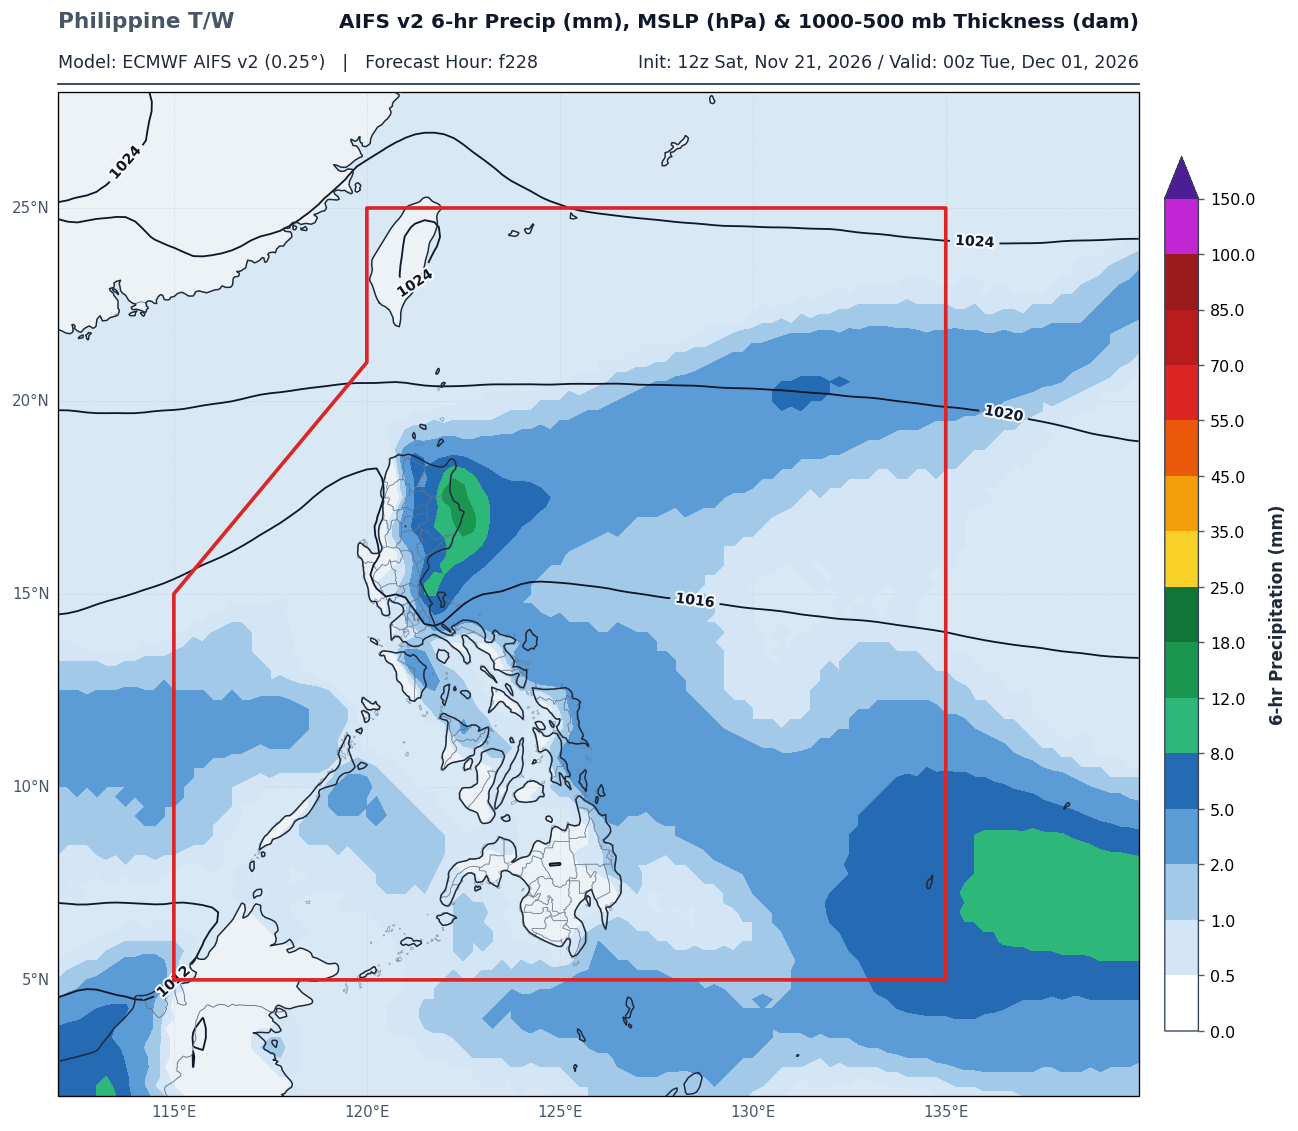 Philippine T/W
AIFS v2 6-hr Precip (mm), MSLP (hPa) & 1000-500 mb Thickness (dam)
Model: ECMWF AIFS v2 (0.25°) | Forecast Hour: f228
Init: 12z Sat, Nov 21, 2026 / Valid: 00z Tue, Dec 01, 2026
1024
1024
1024
1020
1016
1012
25°N
20°N
15°N
10°N
5°N
115°E
120°E
125°E
130°E
135°E
150.0
100.0
85.0
70.0
55.0
45.0
35.0
25.0
18.0
12.0
8.0
5.0
2.0
1.0
0.5
0.0
6-hr Precipitation (mm)